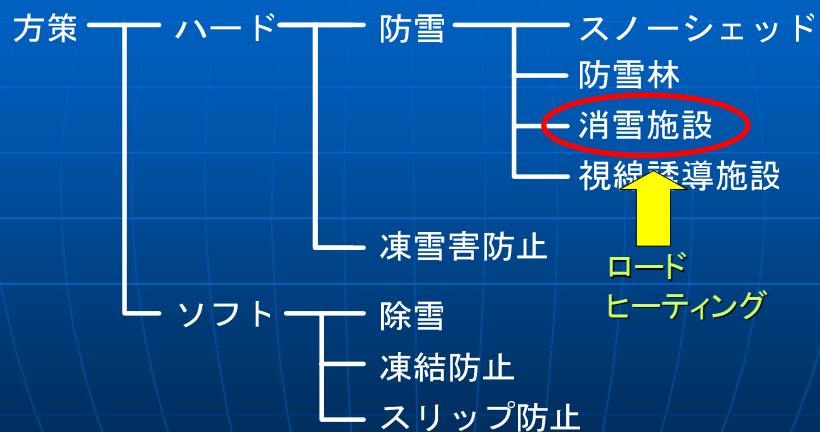 方策 ハード 防雪 スノーシェッド
防雪林
消雪施設
視線誘導施設
凍雪害防止
ロード
ヒーティング
ソフト 除雪
凍結防止
スリップ防止